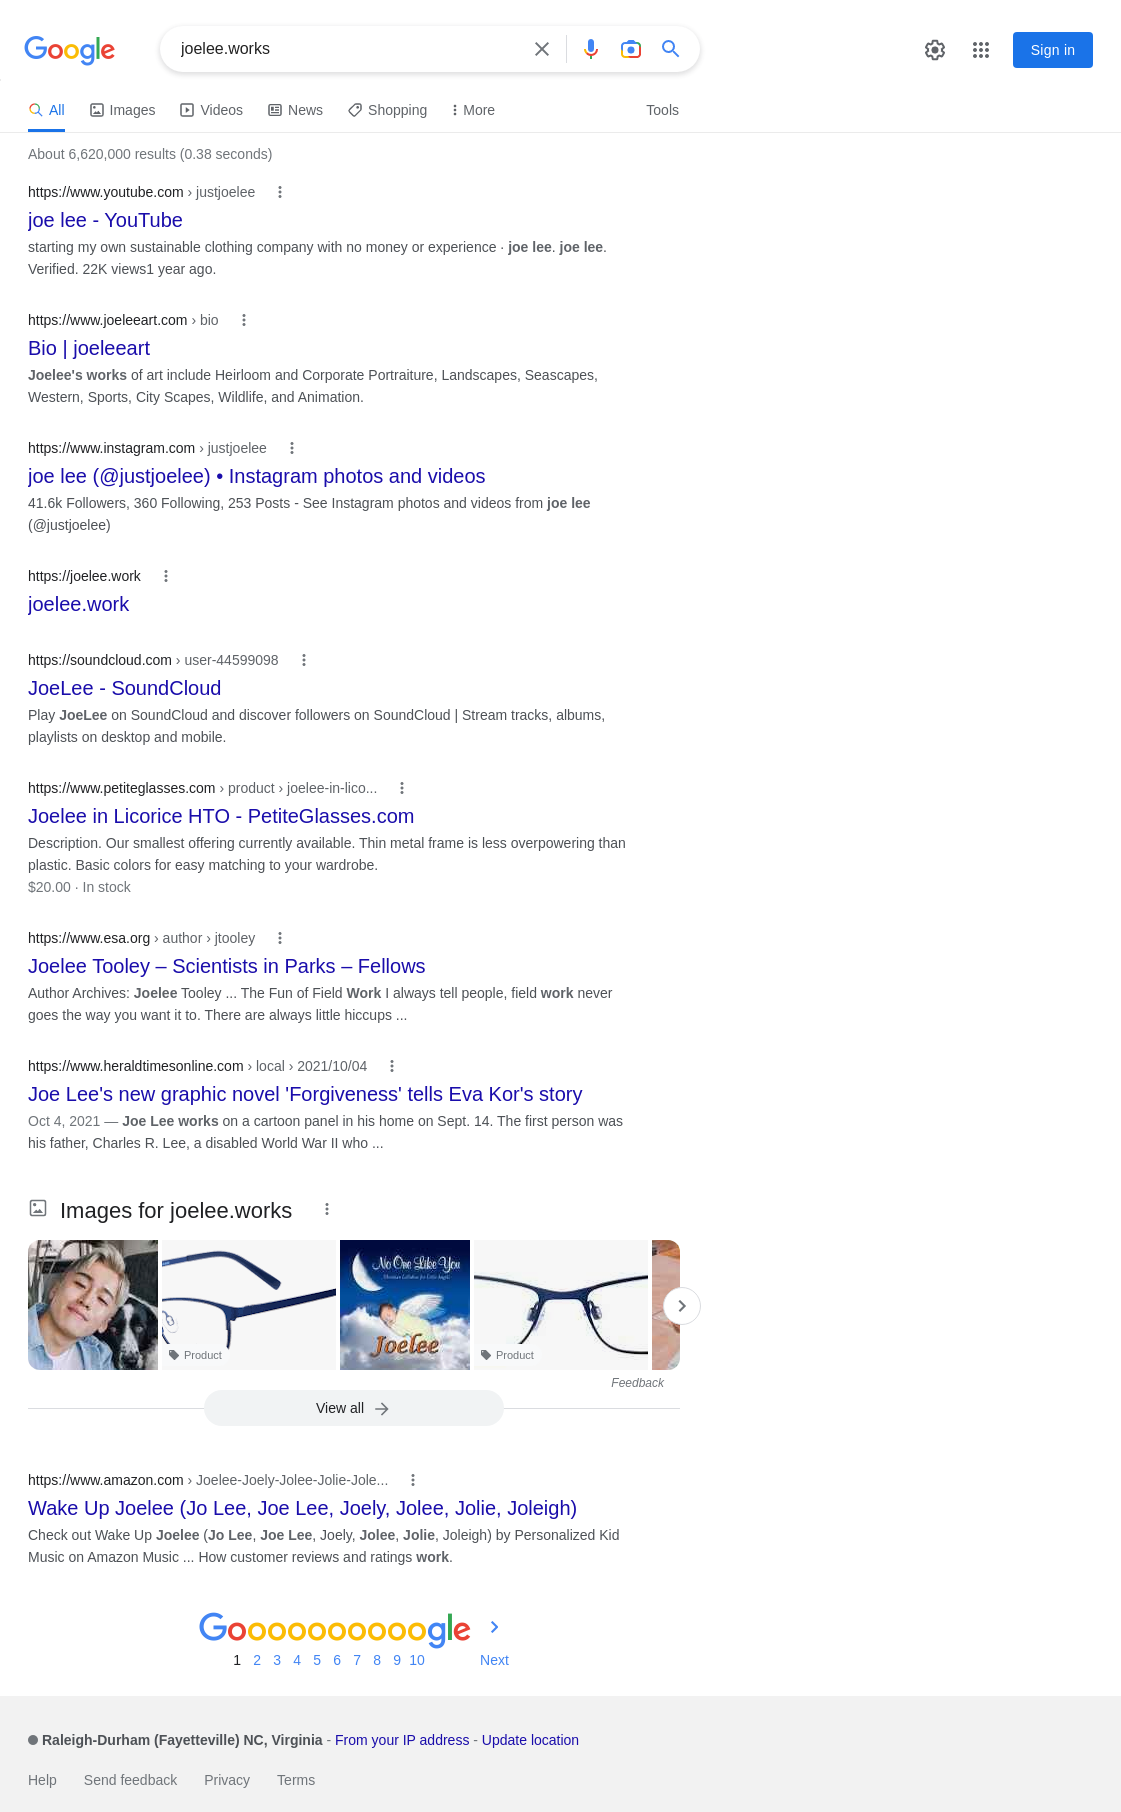 Google
joelee.works
Sign in
All
Images
Videos
News
Shopping
More
Tools
About 6,620,000 results (0.38 seconds)
https://www.youtube.com › justjoelee
joe lee - YouTube
starting my own sustainable clothing company with no money or experience · joe lee. joe lee.
Verified. 22K views1 year ago.
https://www.joeleeart.com › bio
Bio | joeleeart
Joelee's works of art include Heirloom and Corporate Portraiture, Landscapes, Seascapes,
Western, Sports, City Scapes, Wildlife, and Animation.
https://www.instagram.com › justjoelee
joe lee (@justjoelee) • Instagram photos and videos
41.6k Followers, 360 Following, 253 Posts - See Instagram photos and videos from joe lee
(@justjoelee)
https://joelee.work
joelee.work
https://soundcloud.com › user-44599098
JoeLee - SoundCloud
Play JoeLee on SoundCloud and discover followers on SoundCloud | Stream tracks, albums,
playlists on desktop and mobile.
https://www.petiteglasses.com › product › joelee-in-lico...
Joelee in Licorice HTO - PetiteGlasses.com
Description. Our smallest offering currently available. Thin metal frame is less overpowering than
plastic. Basic colors for easy matching to your wardrobe.
$20.00 · In stock
https://www.esa.org › author › jtooley
Joelee Tooley – Scientists in Parks – Fellows
Author Archives: Joelee Tooley ... The Fun of Field Work I always tell people, field work never
goes the way you want it to. There are always little hiccups ...
https://www.heraldtimesonline.com › local › 2021/10/04
Joe Lee's new graphic novel 'Forgiveness' tells Eva Kor's story
Oct 4, 2021 — Joe Lee works on a cartoon panel in his home on Sept. 14. The first person was
his father, Charles R. Lee, a disabled World War II who ...
Images for joelee.works
No One Like You
Christian Lullabies for Little Angels
Joelee
Product
Product
Feedback
View all
https://www.amazon.com › Joelee-Joely-Jolee-Jolie-Jole...
Wake Up Joelee (Jo Lee, Joe Lee, Joely, Jolee, Jolie, Joleigh)
Check out Wake Up Joelee (Jo Lee, Joe Lee, Joely, Jolee, Jolie, Joleigh) by Personalized Kid
Music on Amazon Music ... How customer reviews and ratings work.
Goooooooooogle
1 2 3 4 5 6 7 8 9 10 Next
Raleigh-Durham (Fayetteville) NC, Virginia - From your IP address - Update location
Help Send feedback Privacy Terms